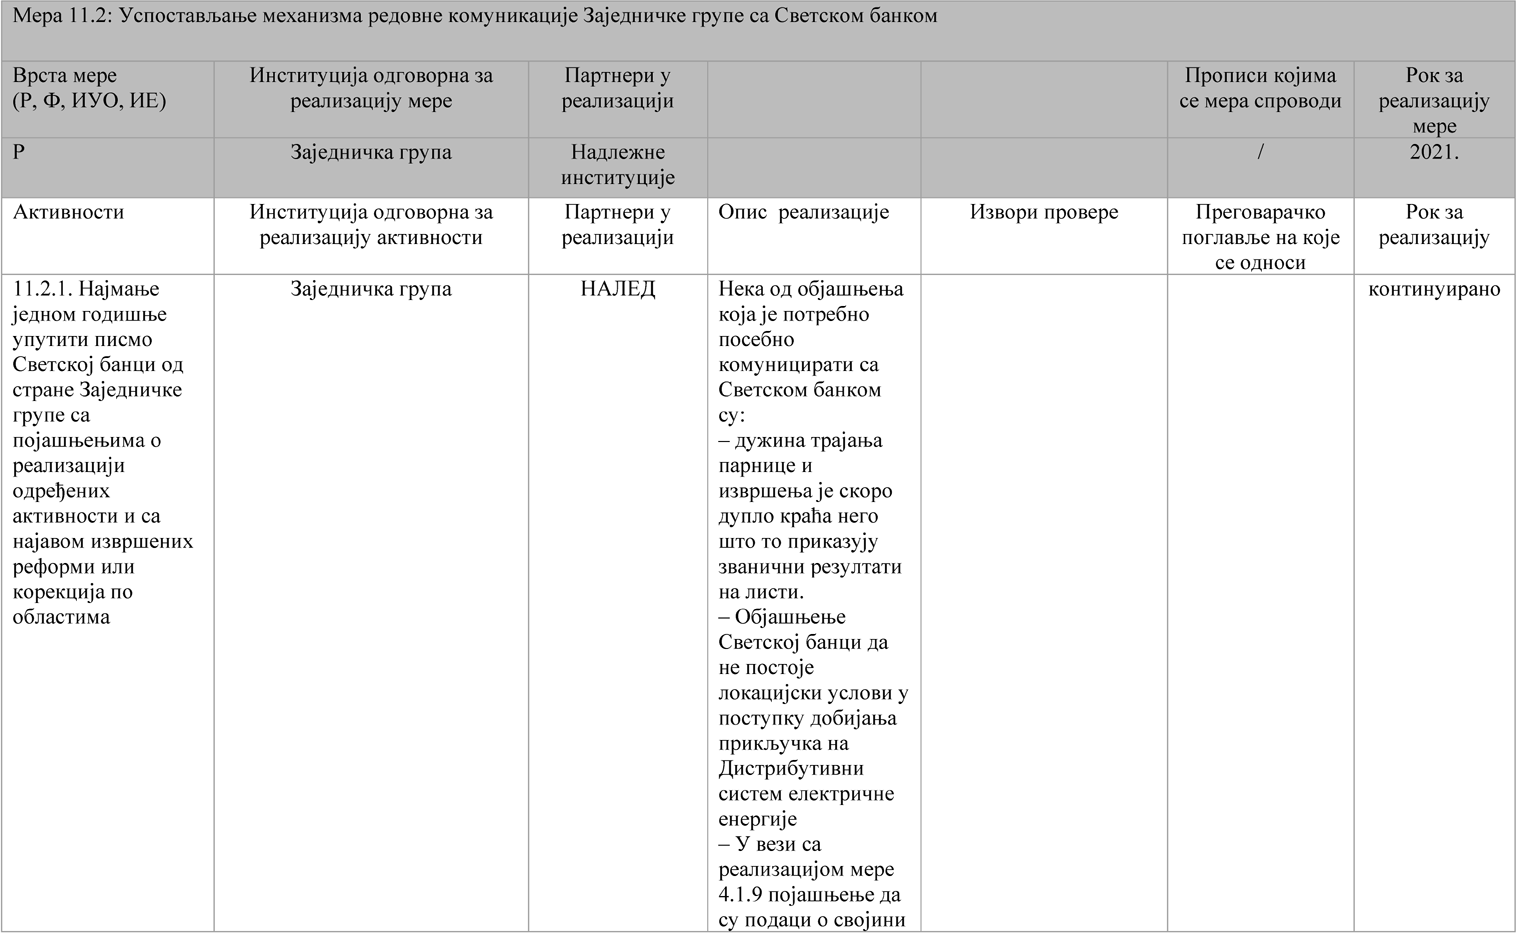 Мера 11.2: Успостављање механизма редовне комуникације Заједничке групе са Светском банком
Врста мере
(Р, Ф, ИУО, ИЕ)
Институција одговорна за
реализацију мере
Партнери у
реализацији
Прописи којима
се мера спроводи
Рок за
реализацију
мере
Р
Заједничка група
Надлежне
институције
/
2021.
Активности
Институција одговорна за
реализацију активности
Партнери у
реализацији
Опис реализације
Извори провере
Преговарачко
поглавље на које
се односи
Рок за
реализацију
11.2.1. Најмање
једном годишње
упутити писмо
Светској банци од
стране Заједничке
групе са
појашњењима о
реализацији
одређених
активности и са
најавом извршених
реформи или
корекција по
областима
Заједничка група
НАЛЕД
Нека од објашњења
која је потребно
посебно
комуницирати са
Светском банком
су:
– дужина трајања
парнице и
извршења је скоро
дупло краћа него
што то приказују
званични резултати
на листи.
– Објашњење
Светској банци да
не постоје
локацијски услови у
поступку добијања
прикључка на
Дистрибутивни
систем електричне
енергије
– У вези са
реализацијом мере
4.1.9 појашњење да
су подаци о својини
континуирано